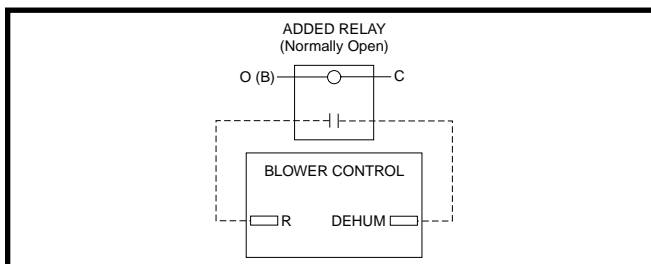 ADDED RELAY
(Normally Open)
O (B) C
BLOWER CONTROL
R DEHUM